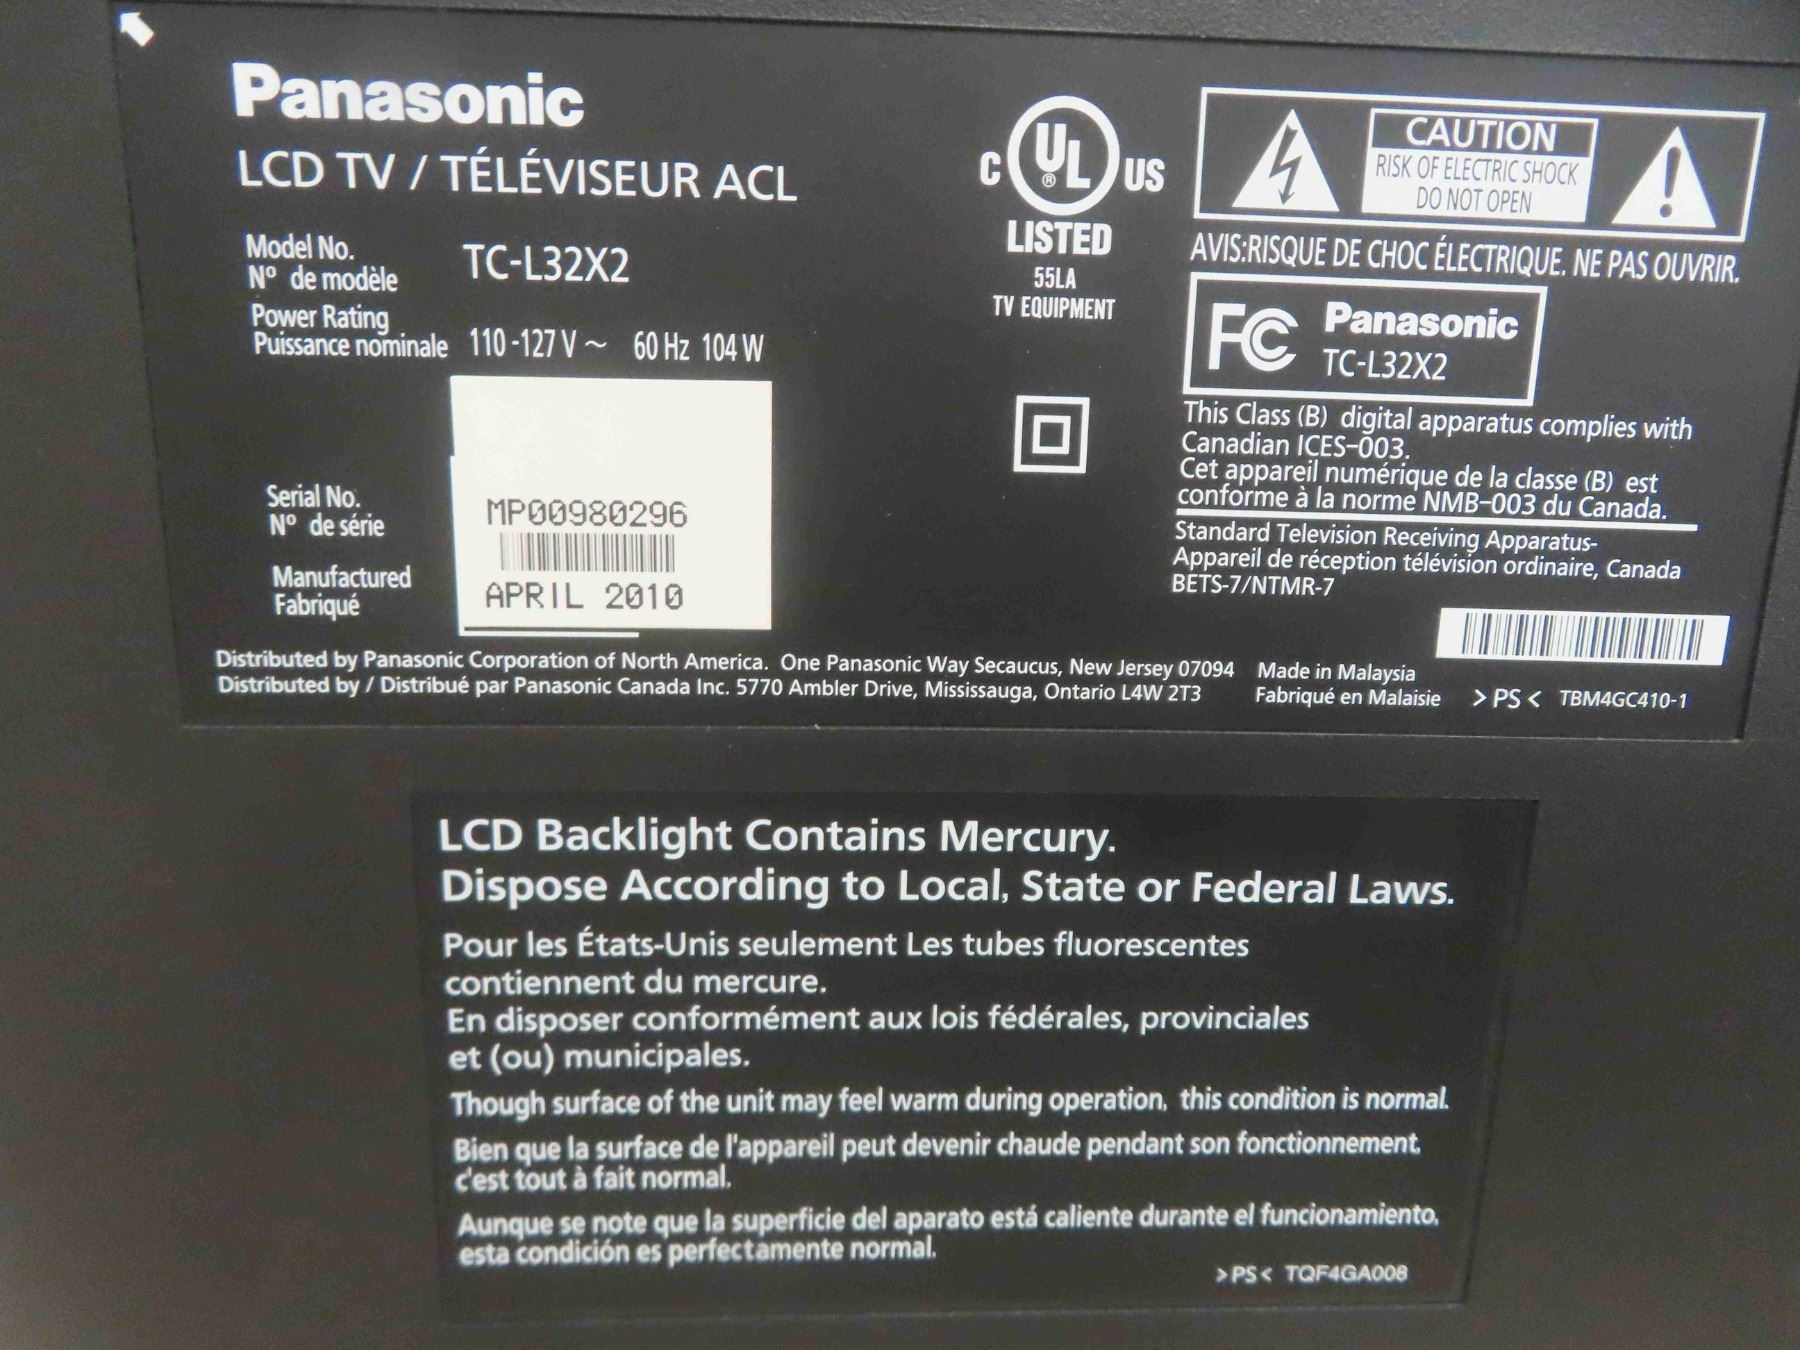 Panasonic
LCD TV / TÉLÉVISEUR ACL
Model No.
Nº de modèle
TC-L32X2
Power Rating
Puissance nominale
110-127 V ~ 60 Hz 104 W
Serial No.
Nº de série
MP00980296
Manufactured
Fabriqué
APRIL 2010
C UL ® US
LISTED
55LA
TV EQUIPMENT
CAUTION
RISK OF ELECTRIC SHOCK
DO NOT OPEN
AVIS:RISQUE DE CHOC ÉLECTRIQUE. NE PAS OUVRIR.
FC Panasonic
TC-L32X2
This Class (B) digital apparatus complies with
Canadian ICES-003.
Cet appareil numérique de la classe (B) est
conforme à la norme NMB-003 du Canada.
Standard Television Receiving Apparatus-
Appareil de réception télévision ordinaire, Canada
BETS-7/NTMR-7
Distributed by Panasonic Corporation of North America. One Panasonic Way Secaucus, New Jersey 07094
Distributed by / Distribué par Panasonic Canada Inc. 5770 Ambler Drive, Mississauga, Ontario L4W 2T3
Made in Malaysia
Fabriqué en Malaisie >PS< TBM4GC410-1
LCD Backlight Contains Mercury.
Dispose According to Local, State or Federal Laws.
Pour les États-Unis seulement Les tubes fluorescentes
contiennent du mercure.
En disposer conformément aux lois fédérales, provinciales
et (ou) municipales.
Though surface of the unit may feel warm during operation, this condition is normal.
Bien que la surface de l'appareil peut devenir chaude pendant son fonctionnement,
c'est tout à fait normal.
Aunque se note que la superficie del aparato está caliente durante el funcionamiento,
esta condición es perfectamente normal.
>PS< TQF4GA008